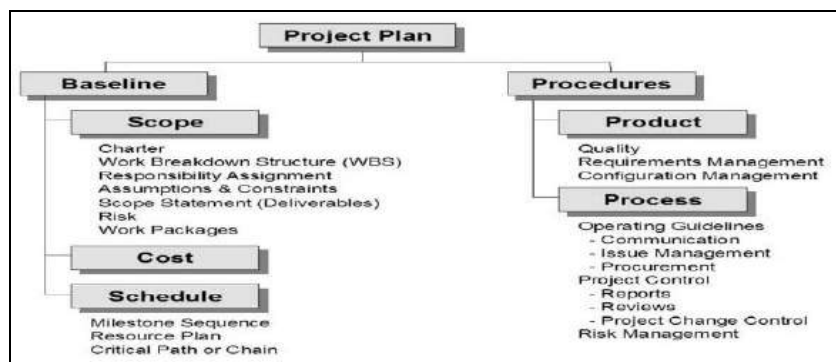 Project Plan
Baseline
Scope
Charter
Work Breakdown Structure (WBS)
Responsibility Assignment
Assumptions & Constraints
Scope Statement (Deliverables)
Risk
Work Packages
Cost
Schedule
Milestone Sequence
Resource Plan
Critical Path or Chain
Procedures
Product
Quality
Requirements Management
Configuration Management
Process
Operating Guidelines
- Communication
- Issue Management
- Procurement
Project Control
- Reports
- Reviews
- Project Change Control
Risk Management